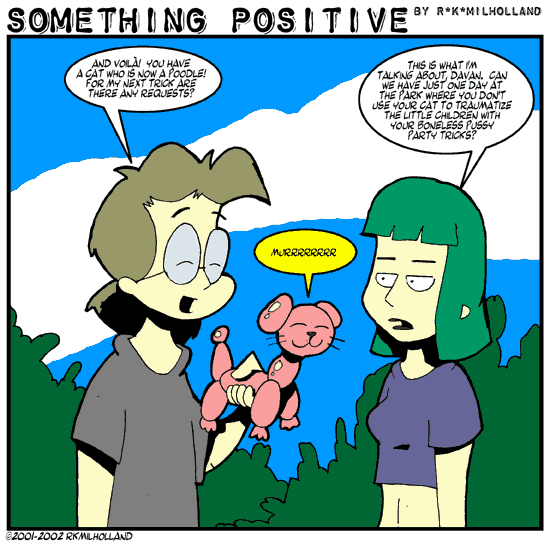 SOMETHING POSITIVE BY R*K*MILHOLLAND
AND VOILÀ! YOU HAVE
A CAT WHO IS NOW A POODLE!
FOR MY NEXT TRICK ARE
THERE ANY REQUESTS?
THIS IS WHAT I'M
TALKING ABOUT, DAVAN. CAN
WE HAVE JUST ONE DAY AT
THE PARK WHERE YOU DON'T
USE YOUR CAT TO TRAUMATIZE
THE LITTLE CHILDREN WITH
YOUR BONELESS PUSSY
PARTY TRICKS?
MURRRRRRRR
©2001-2002 RKMILHOLLAND